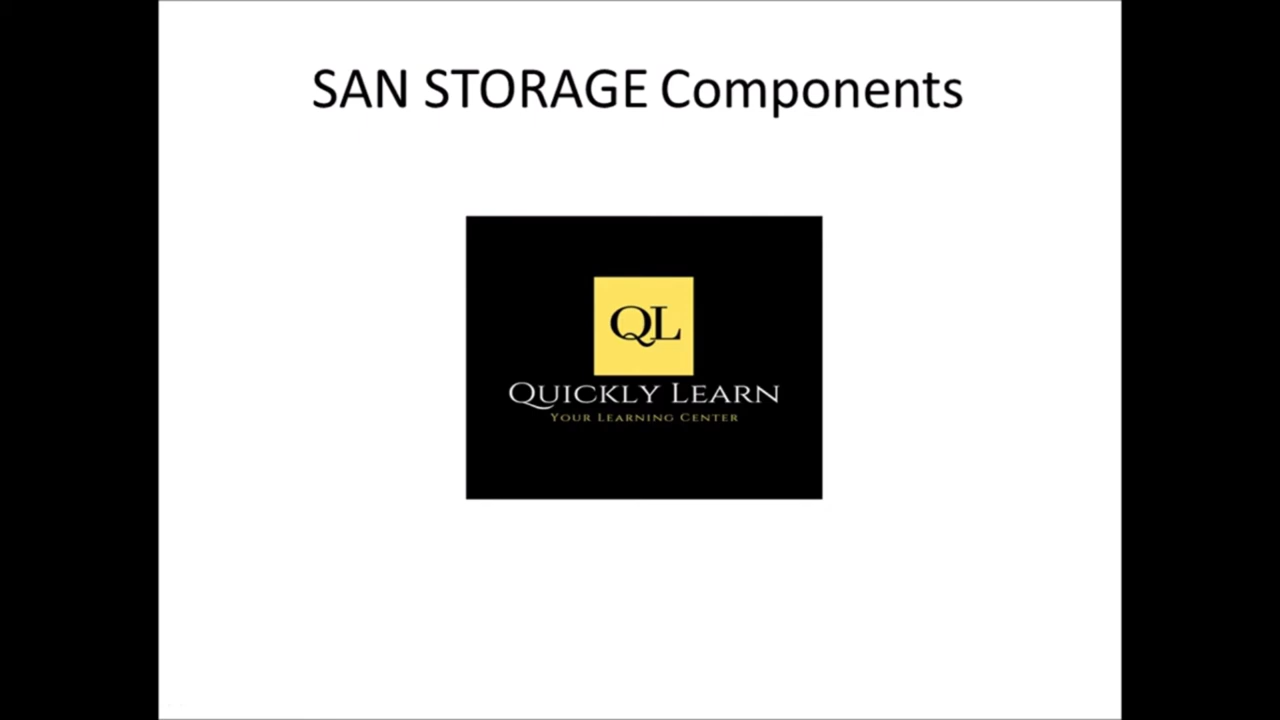 SAN STORAGE Components
QL
QUICKLY LEARN
YOUR LEARNING CENTER